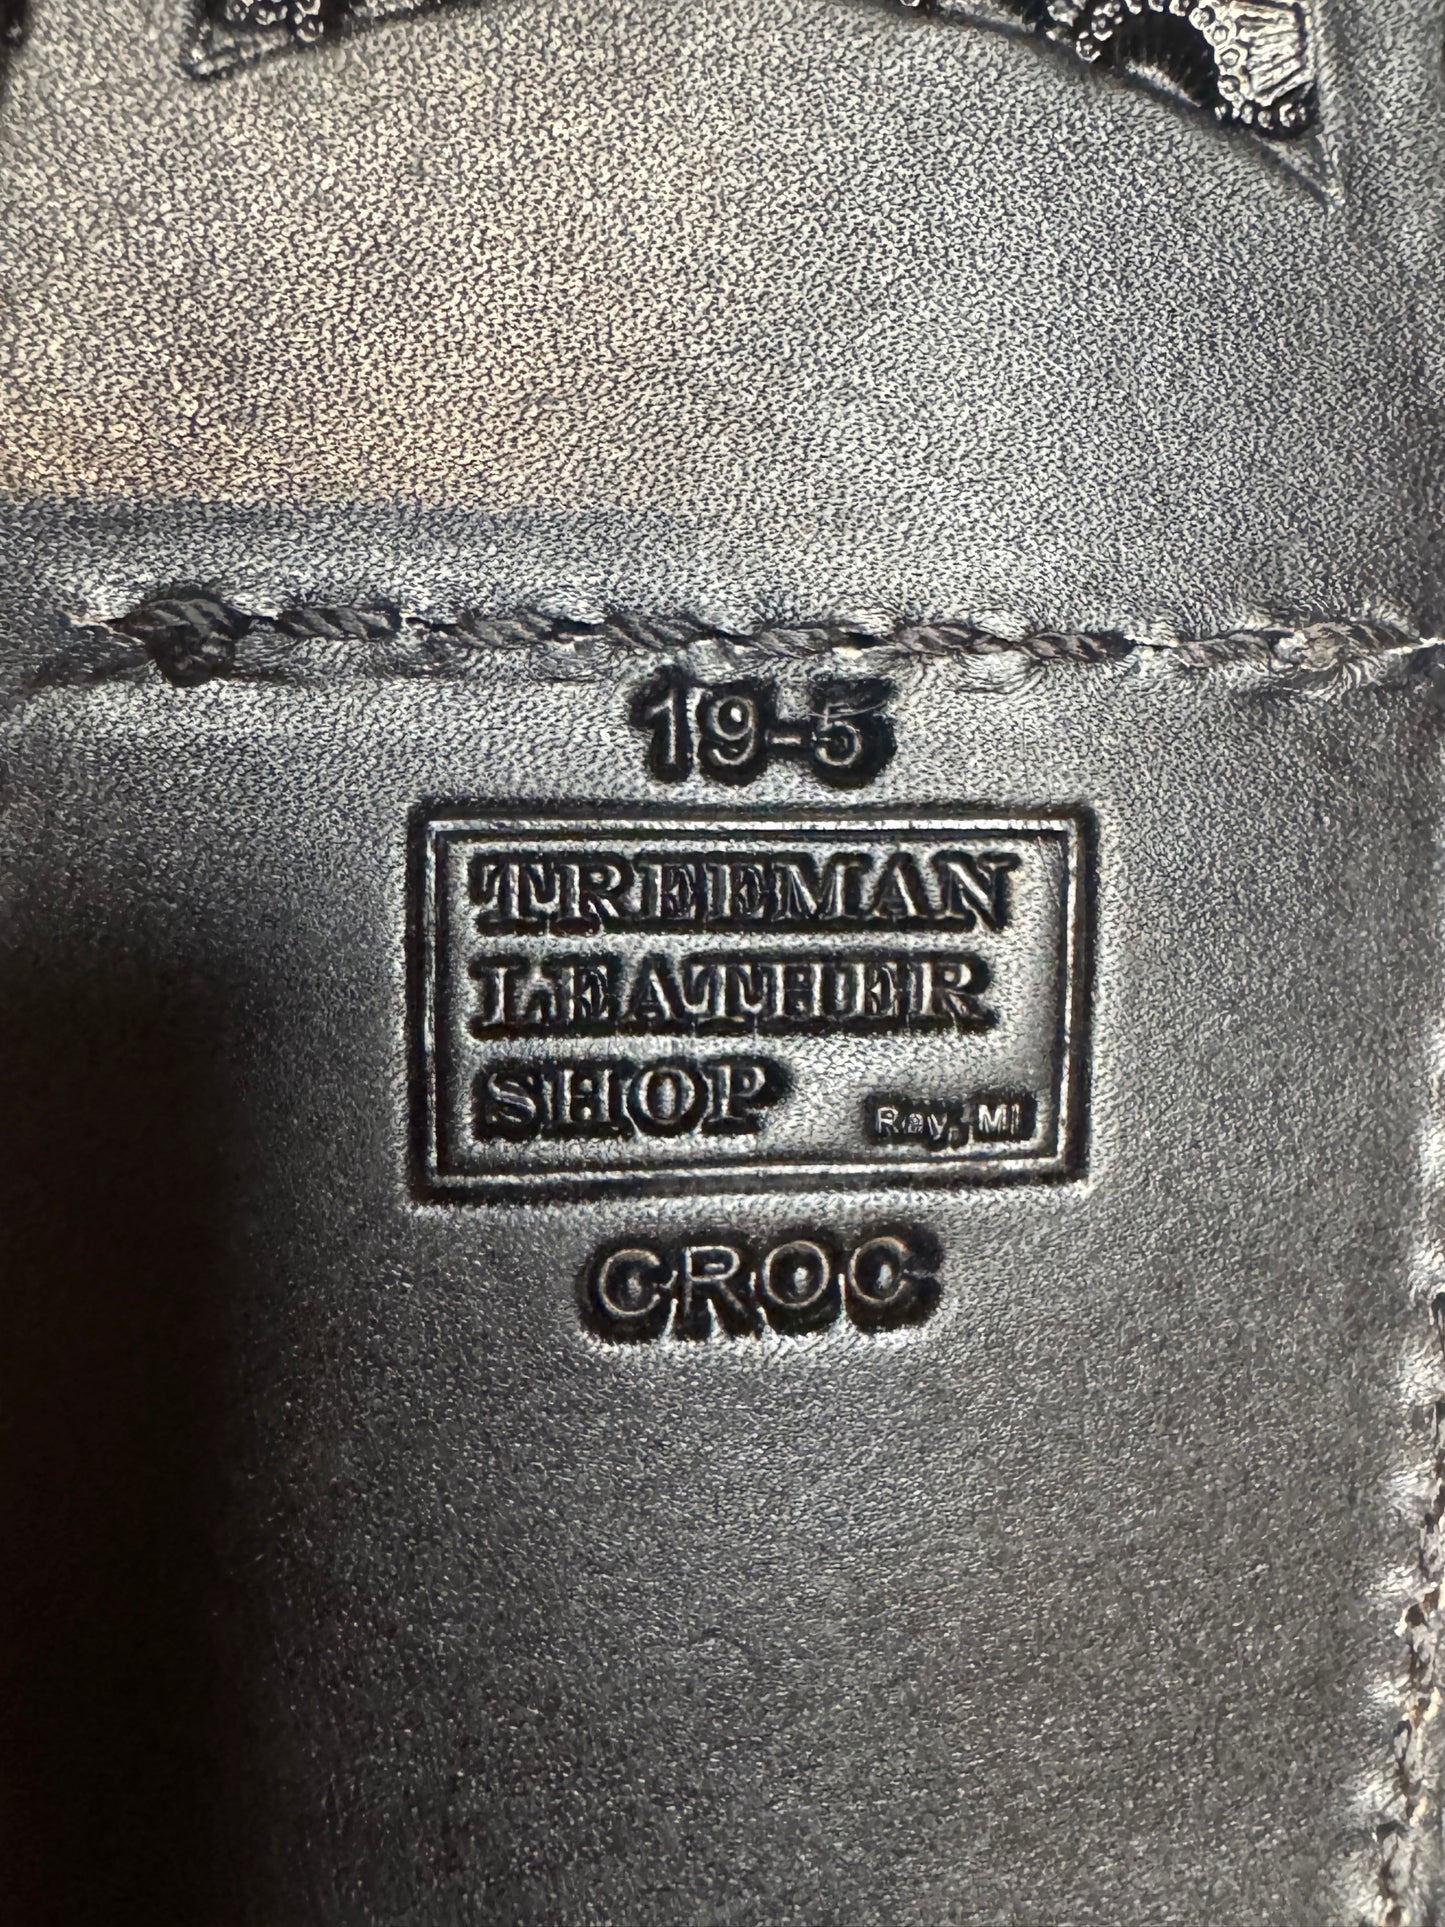 19-5
TREEMAN
LEATHER
SHOP Ray, MI
CROC